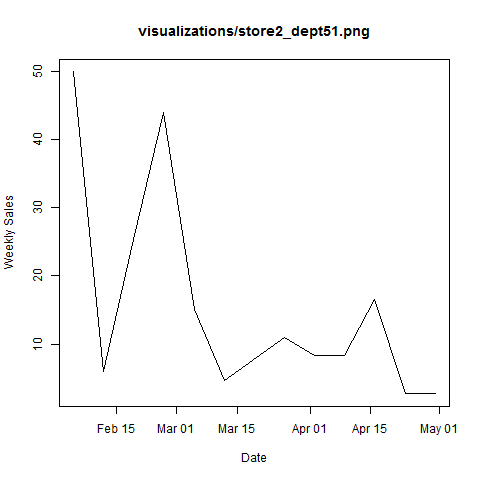 visualizations/store2_dept51.png
Weekly Sales
50
40
30
20
10
Feb 15 Mar 01 Mar 15 Apr 01 Apr 15 May 01
Date